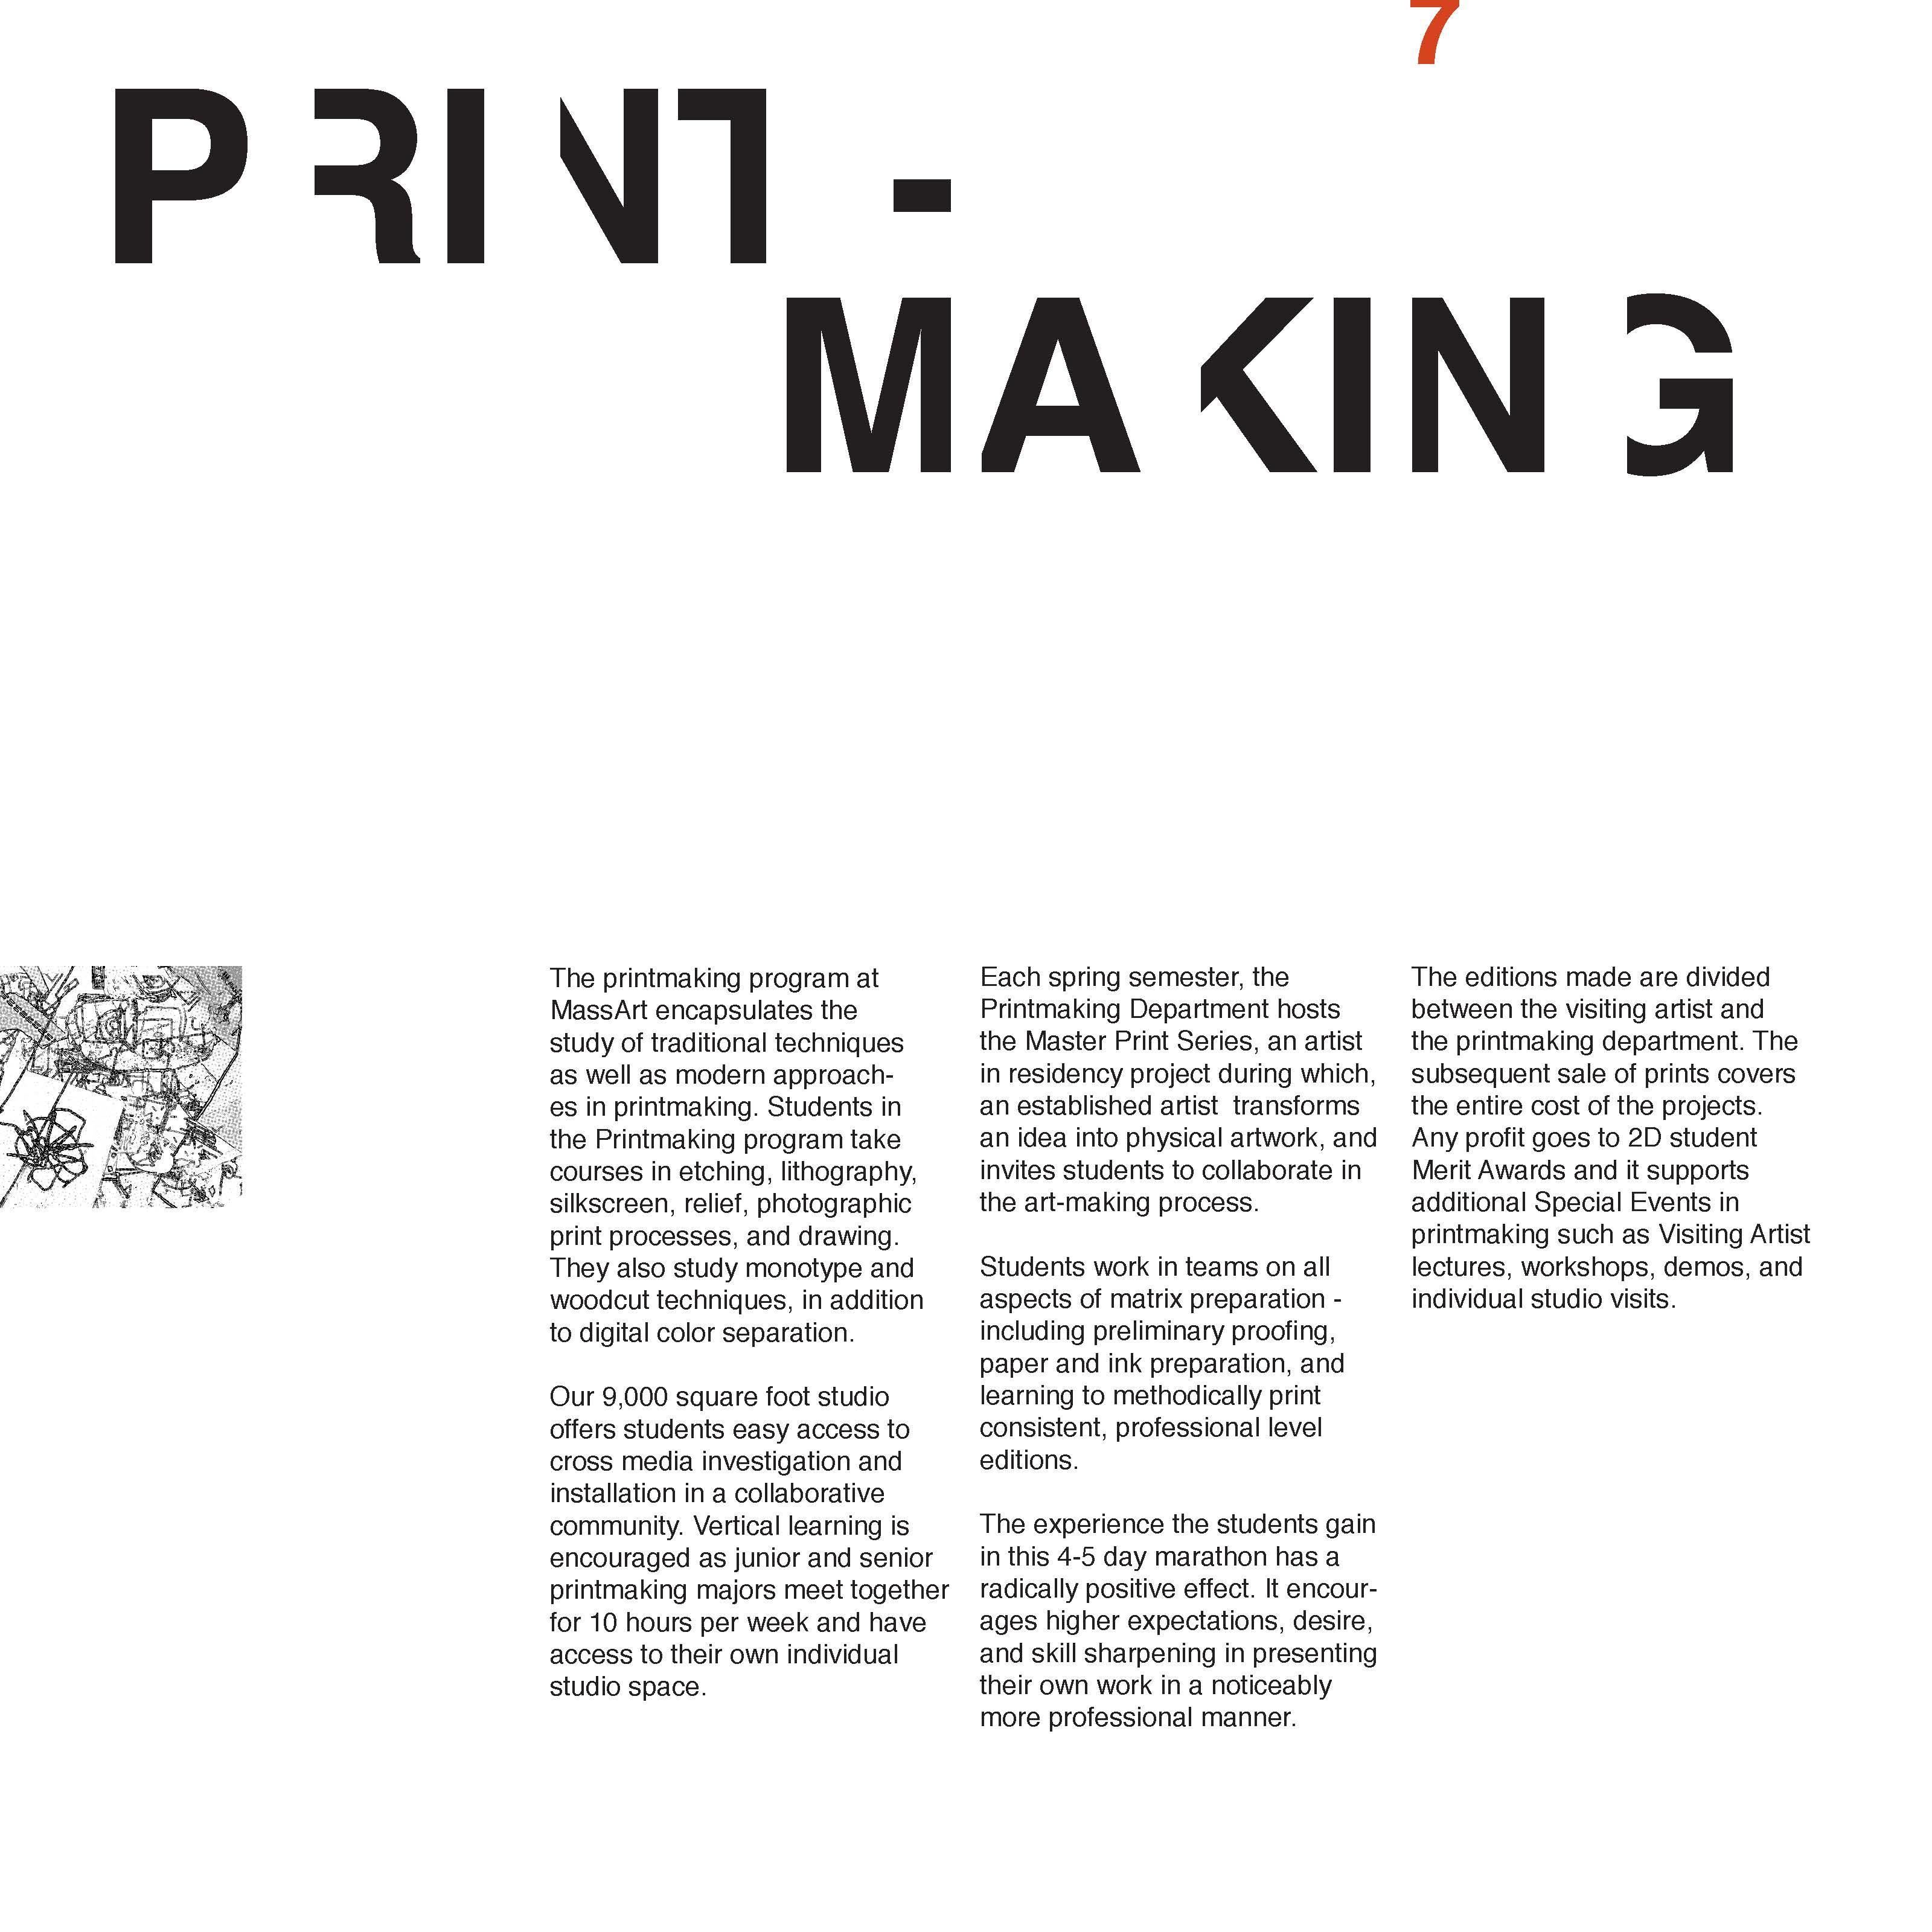 7
PRINT-
MAKING
The printmaking program at
MassArt encapsulates the
study of traditional techniques
as well as modern approach-
es in printmaking. Students in
the Printmaking program take
courses in etching, lithography,
silkscreen, relief, photographic
print processes, and drawing.
They also study monotype and
woodcut techniques, in addition
to digital color separation.
Our 9,000 square foot studio
offers students easy access to
cross media investigation and
installation in a collaborative
community. Vertical learning is
encouraged as junior and senior
printmaking majors meet together
for 10 hours per week and have
access to their own individual
studio space.
Each spring semester, the
Printmaking Department hosts
the Master Print Series, an artist
in residency project during which,
an established artist  transforms
an idea into physical artwork, and
invites students to collaborate in
the art-making process.
Students work in teams on all
aspects of matrix preparation -
including preliminary proofing,
paper and ink preparation, and
learning to methodically print
consistent, professional level
editions.
The experience the students gain
in this 4-5 day marathon has a
radically positive effect. It encour-
ages higher expectations, desire,
and skill sharpening in presenting
their own work in a noticeably
more professional manner.
The editions made are divided
between the visiting artist and
the printmaking department. The
subsequent sale of prints covers
the entire cost of the projects.
Any profit goes to 2D student
Merit Awards and it supports
additional Special Events in
printmaking such as Visiting Artist
lectures, workshops, demos, and
individual studio visits.